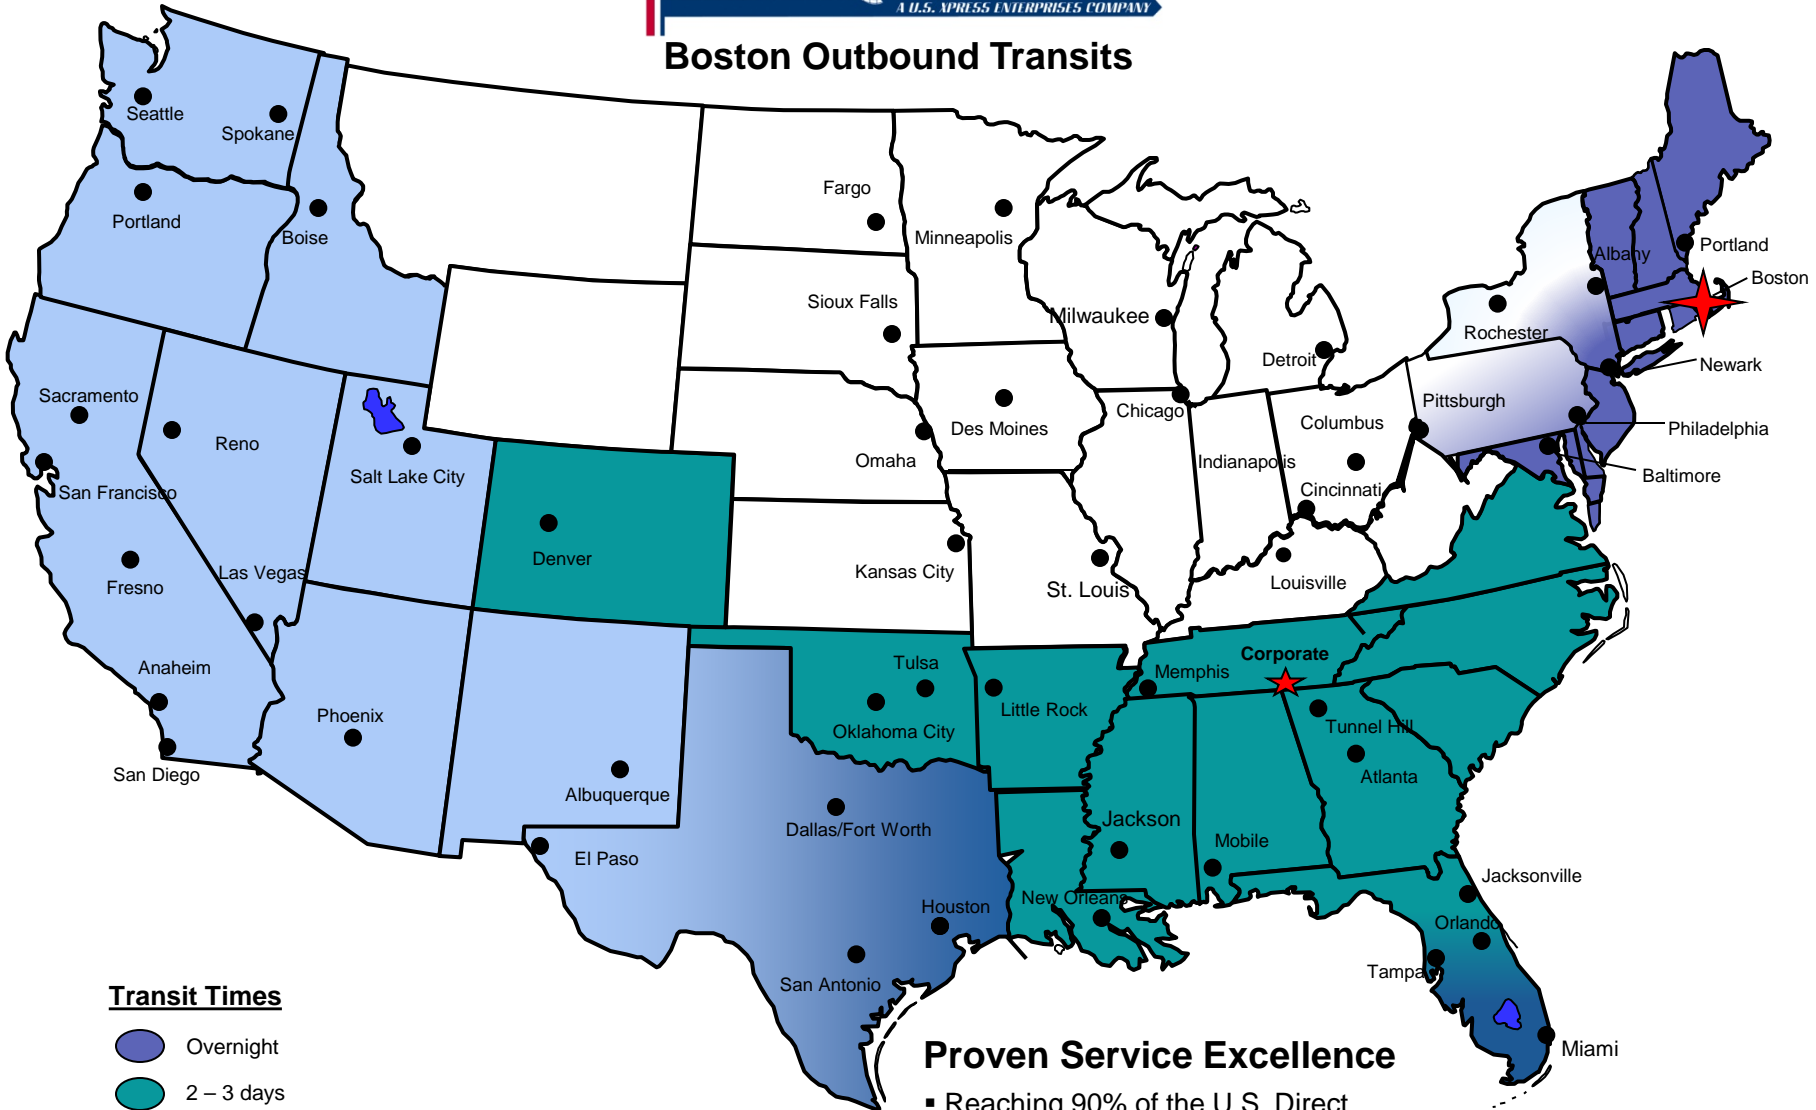 A U.S. XPRESS ENTERPRISES COMPANY
Boston Outbound Transits
Seattle
Spokane
Portland
Boise
Fargo
Minneapolis
Sioux Falls
Milwaukee
Detroit
Albany
Portland
Boston
Rochester
Newark
Sacramento
Reno
Salt Lake City
San Francisco
Omaha
Des Moines
Chicago
Columbus
Pittsburgh
Philadelphia
Baltimore
Indianapolis
Cincinnati
Denver
Fresno
Las Vegas
Kansas City
St. Louis
Louisville
Anaheim
Phoenix
San Diego
Albuquerque
Tulsa
Oklahoma City
Little Rock
Memphis
Corporate
Tunnel Hill
Atlanta
Dallas/Fort Worth
El Paso
Jackson
Mobile
Jacksonville
New Orleans
Houston
Orlando
San Antonio
Tampa
Miami
Transit Times
Overnight
2 – 3 days
Proven Service Excellence
▪ Reaching 90% of the U.S. Direct